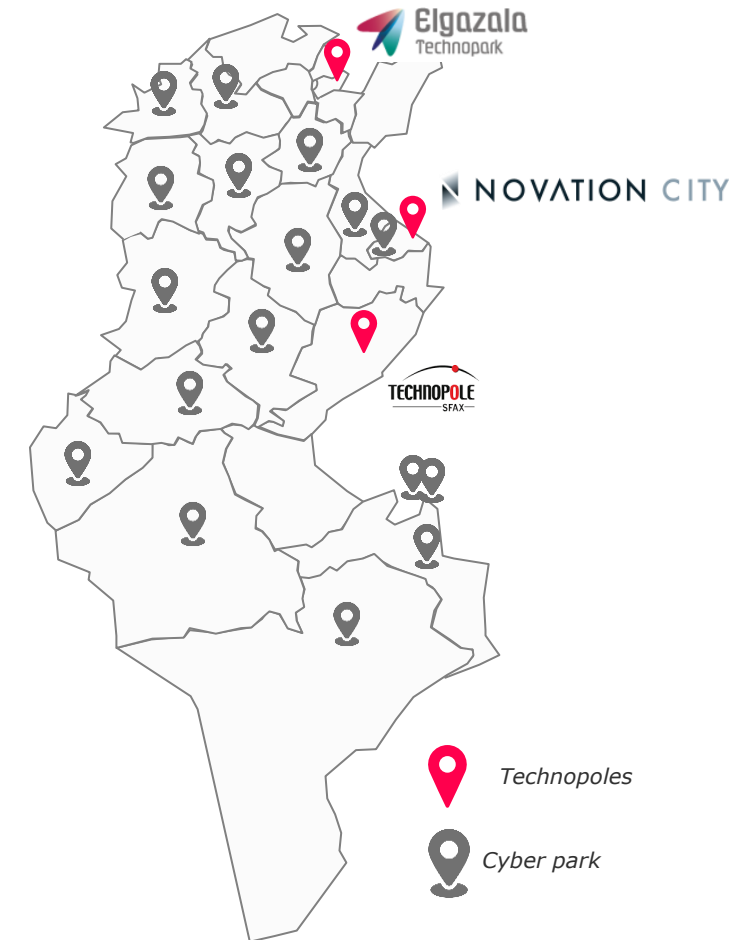 Elgazala
Technopark
NOVATION CITY
TECHNOPOLE
SFAX
Technopoles
Cyber park